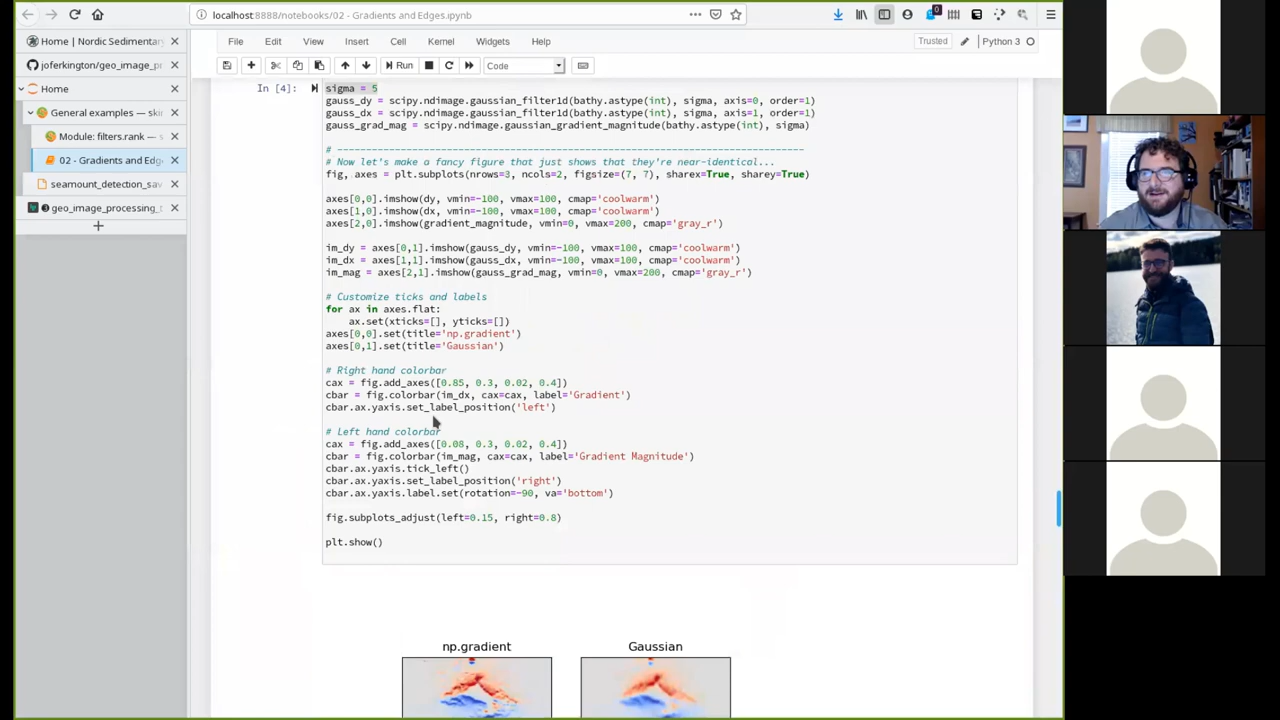 localhost:8888/notebooks/02 - Gradients and Edges.ipynb
0
Home | Nordic Sedimentar
joferkington/geo_image_pr
Home
General examples — skim
Module: filters.rank — s
02 - Gradients and Edge
seamount_detection_sav
geo_image_processing_
File Edit View Insert Cell Kernel Widgets Help
Trusted
Python 3
Run
Code
In [4]:
sigma = 5
gauss_dy = scipy.ndimage.gaussian_filter1d(bathy.astype(int), sigma, axis=0, order=1)
gauss_dx = scipy.ndimage.gaussian_filter1d(bathy.astype(int), sigma, axis=1, order=1)
gauss_grad_mag = scipy.ndimage.gaussian_gradient_magnitude(bathy.astype(int), sigma)
# -----------------------------------------------------------------------------
# Now let's make a fancy figure that just shows that they're near-identical...
fig, axes = plt.subplots(nrows=3, ncols=2, figsize=(7, 7), sharex=True, sharey=True)
axes[0,0].imshow(dy, vmin=-100, vmax=100, cmap='coolwarm')
axes[1,0].imshow(dx, vmin=-100, vmax=100, cmap='coolwarm')
axes[2,0].imshow(gradient_magnitude, vmin=0, vmax=200, cmap='gray_r')
im_dy = axes[0,1].imshow(gauss_dy, vmin=-100, vmax=100, cmap='coolwarm')
im_dx = axes[1,1].imshow(gauss_dx, vmin=-100, vmax=100, cmap='coolwarm')
im_mag = axes[2,1].imshow(gauss_grad_mag, vmin=0, vmax=200, cmap='gray_r')
# Customize ticks and labels
for ax in axes.flat:
    ax.set(xticks=[], yticks=[])
axes[0,0].set(title='np.gradient')
axes[0,1].set(title='Gaussian')
# Right hand colorbar
cax = fig.add_axes([0.85, 0.3, 0.02, 0.4])
cbar = fig.colorbar(im_dx, cax=cax, label='Gradient')
cbar.ax.yaxis.set_label_position('left')
# Left hand colorbar
cax = fig.add_axes([0.08, 0.3, 0.02, 0.4])
cbar = fig.colorbar(im_mag, cax=cax, label='Gradient Magnitude')
cbar.ax.yaxis.tick_left()
cbar.ax.yaxis.set_label_position('right')
cbar.ax.yaxis.label.set(rotation=-90, va='bottom')
fig.subplots_adjust(left=0.15, right=0.8)
plt.show()
np.gradient
Gaussian